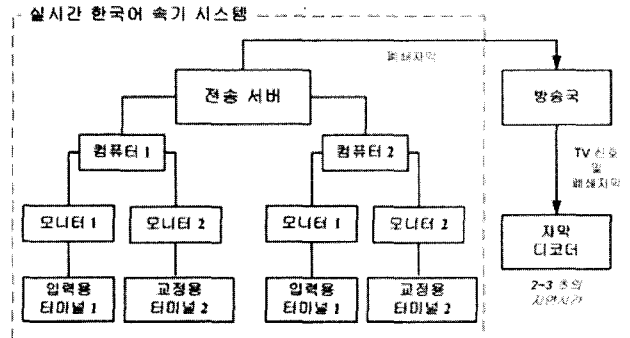 실시간 한국어 속기 시스템
폐쇄자막
전송 서버
방송국
컴퓨터 1
컴퓨터 2
TV 신호
및
폐쇄자막
모니터 1
모니터 2
모니터 1
모니터 2
자막
디코더
입력용
터미널 1
교정용
터미널 2
입력용
터미널 1
교정용
터미널 2
2-3 초의
지연시간